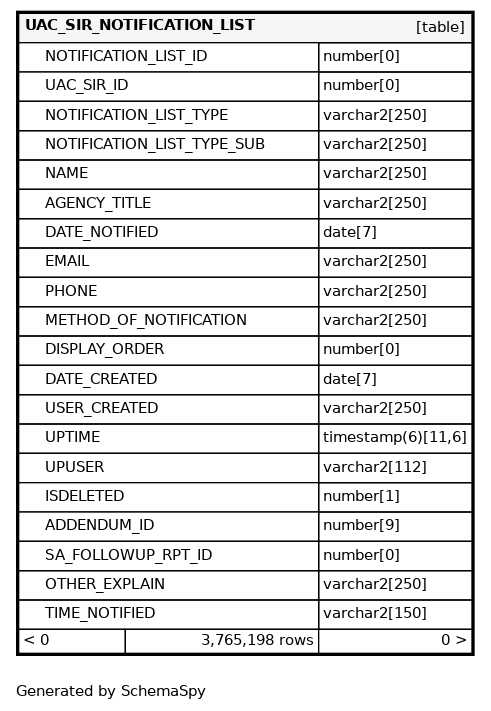 UAC_SIR_NOTIFICATION_LIST [table]
NOTIFICATION_LIST_ID number[0]
UAC_SIR_ID number[0]
NOTIFICATION_LIST_TYPE varchar2[250]
NOTIFICATION_LIST_TYPE_SUB varchar2[250]
NAME varchar2[250]
AGENCY_TITLE varchar2[250]
DATE_NOTIFIED date[7]
EMAIL varchar2[250]
PHONE varchar2[250]
METHOD_OF_NOTIFICATION varchar2[250]
DISPLAY_ORDER number[0]
DATE_CREATED date[7]
USER_CREATED varchar2[250]
UPTIME timestamp(6)[11,6]
UPUSER varchar2[112]
ISDELETED number[1]
ADDENDUM_ID number[9]
SA_FOLLOWUP_RPT_ID number[0]
OTHER_EXPLAIN varchar2[250]
TIME_NOTIFIED varchar2[150]
< 0 3,765,198 rows 0 >
Generated by SchemaSpy